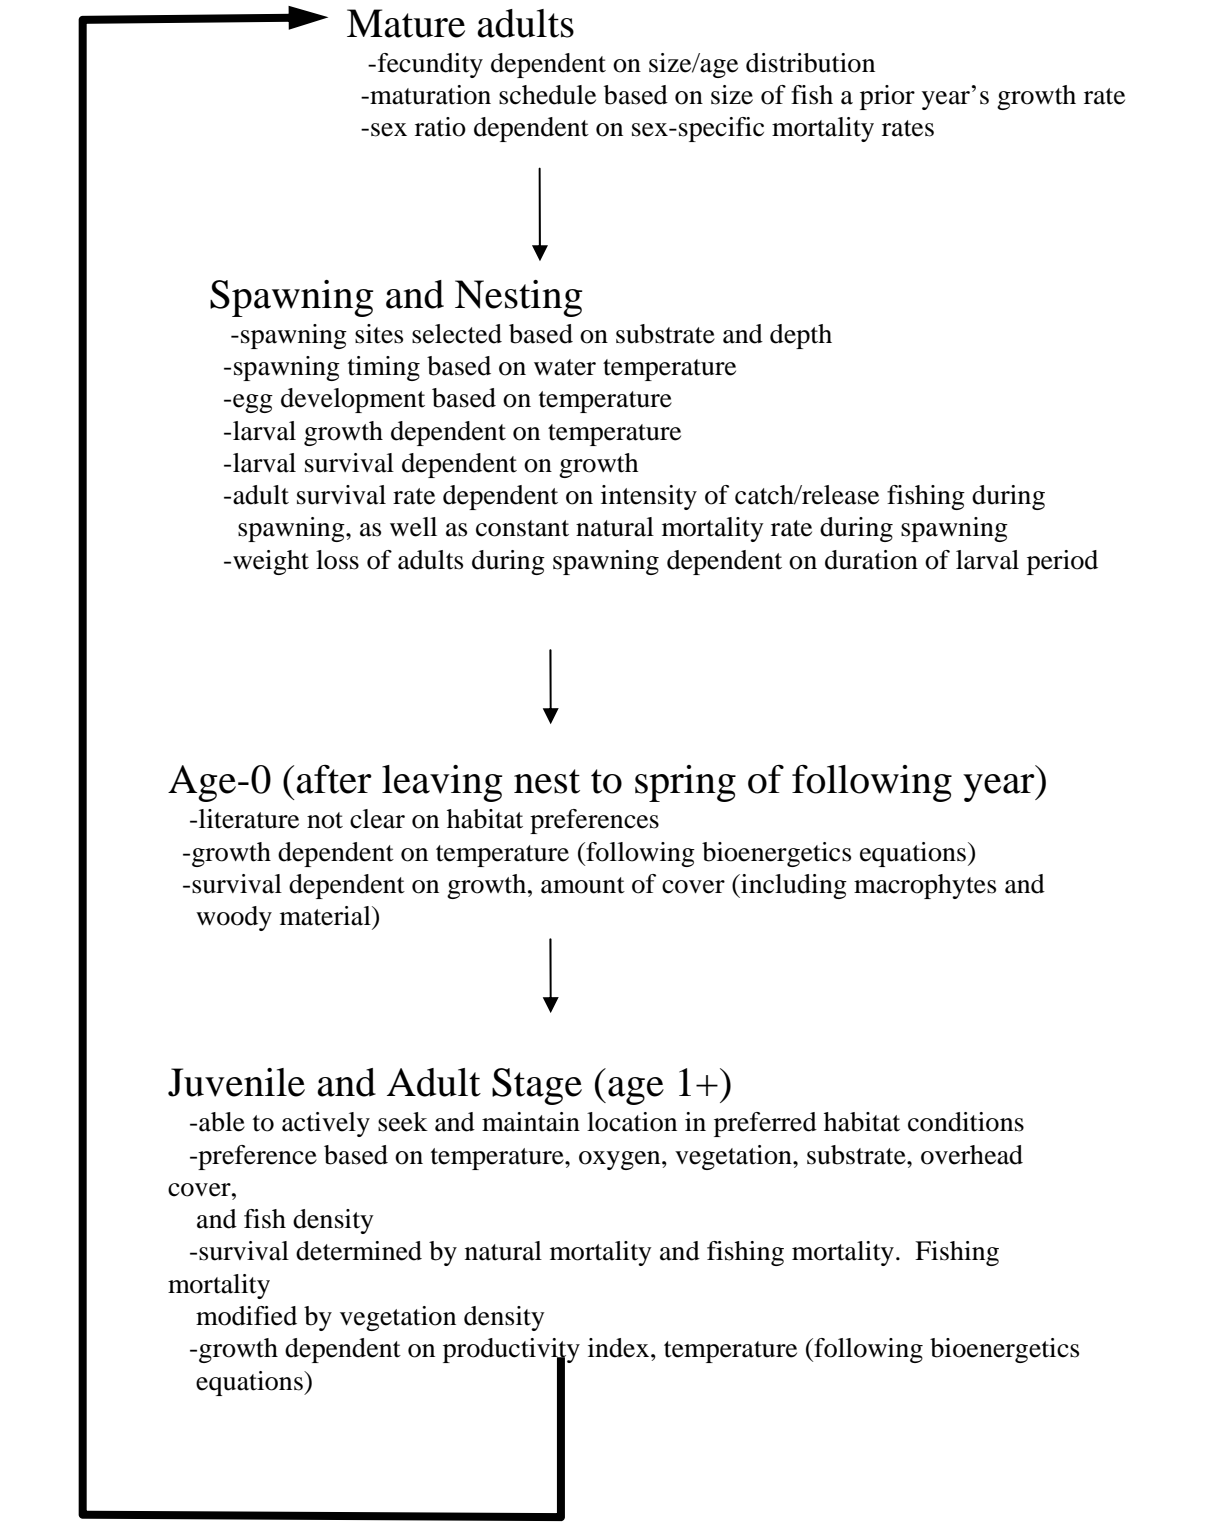 Mature adults
-fecundity dependent on size/age distribution
-maturation schedule based on size of fish a prior year’s growth rate
-sex ratio dependent on sex-specific mortality rates
Spawning and Nesting
-spawning sites selected based on substrate and depth
-spawning timing based on water temperature
-egg development based on temperature
-larval growth dependent on temperature
-larval survival dependent on growth
-adult survival rate dependent on intensity of catch/release fishing during
spawning, as well as constant natural mortality rate during spawning
-weight loss of adults during spawning dependent on duration of larval period
Age-0 (after leaving nest to spring of following year)
-literature not clear on habitat preferences
-growth dependent on temperature (following bioenergetics equations)
-survival dependent on growth, amount of cover (including macrophytes and
woody material)
Juvenile and Adult Stage (age 1+)
-able to actively seek and maintain location in preferred habitat conditions
-preference based on temperature, oxygen, vegetation, substrate, overhead
cover,
and fish density
-survival determined by natural mortality and fishing mortality.  Fishing
mortality
modified by vegetation density
-growth dependent on productivity index, temperature (following bioenergetics
equations)